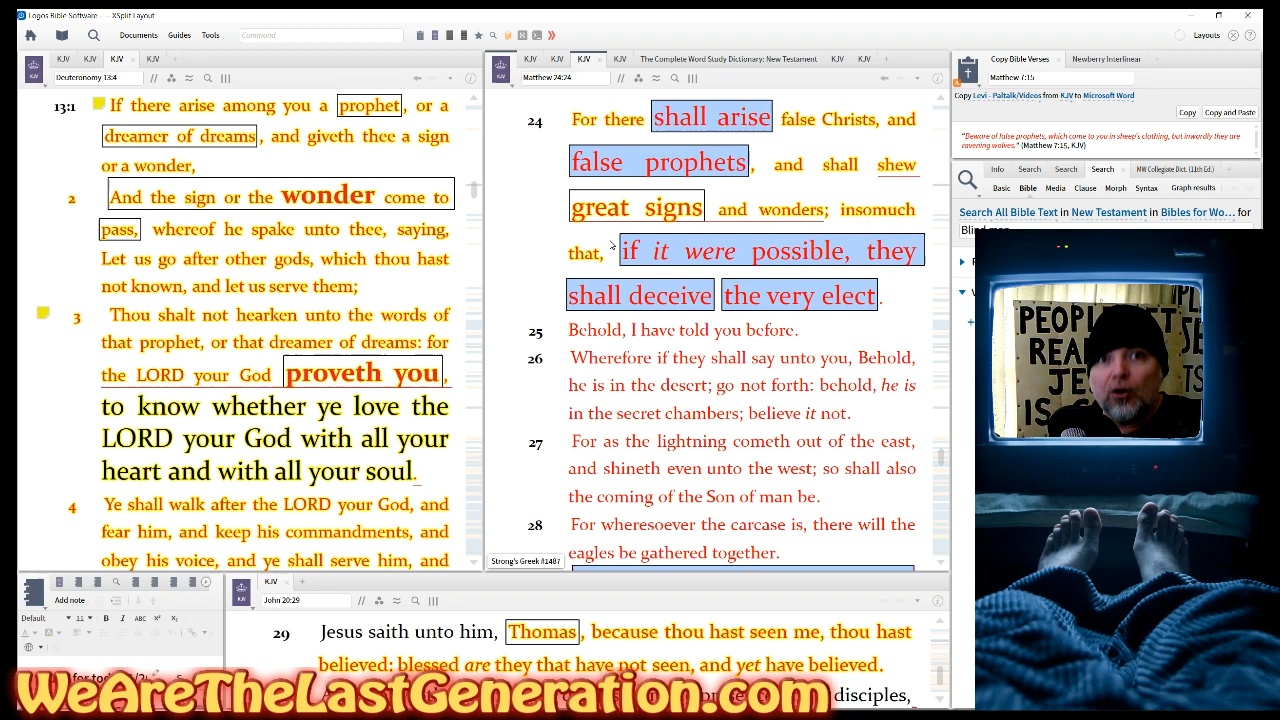 Logos Bible Software — XSplit Layout
Documents Guides Tools Command Layouts
KJV KJV KJV KJV
Deuteronomy 13:4
13:1 If there arise among you a prophet, or a
dreamer of dreams, and giveth thee a sign
or a wonder,
2 And the sign or the wonder come to
pass, whereof he spake unto thee, saying,
Let us go after other gods, which thou hast
not known, and let us serve them;
3 Thou shalt not hearken unto the words of
that prophet, or that dreamer of dreams: for
the LORD your God proveth you,
to know whether ye love the
LORD your God with all your
heart and with all your soul.
4 Ye shall walk after the LORD your God, and
fear him, and keep his commandments, and
obey his voice, and ye shall serve him, and
KJV KJV KJV KJV The Complete Word Study Dictionary: New Testament KJV KJV
Matthew 24:24
24 For there shall arise false Christs, and
false prophets, and shall shew
great signs and wonders; insomuch
that, if it were possible, they
shall deceive the very elect.
25 Behold, I have told you before.
26 Wherefore if they shall say unto you, Behold,
he is in the desert; go not forth: behold, he is
in the secret chambers; believe it not.
27 For as the lightning cometh out of the east,
and shineth even unto the west; so shall also
the coming of the Son of man be.
28 For wheresoever the carcase is, there will the
eagles be gathered together.
Strong's Greek #1487
Copy Bible Verses Newberry Interlinear
Matthew 7:15
Copy Levi - Paltalk/Videos from KJV to Microsoft Word
Copy Copy and Paste
"Beware of false prophets, which come to you in sheep's clothing, but inwardly they are
ravening wolves." (Matthew 7:15, KJV)
Info Search Search Search MW Collegiate Dict. (11th Ed.)
Basic Bible Media Clause Morph Syntax Graph results
Search All Bible Text in New Testament in Bibles for Wo... for
PEOPLE
REA
JE
IS
Add note
Default 11 B I ABC X²
KJV
John 20:29
29 Jesus saith unto him, Thomas, because thou hast seen me, thou hast
believed: blessed are they that have not seen, and yet have believed.
disciples,
WeAreTheLastGeneration.com